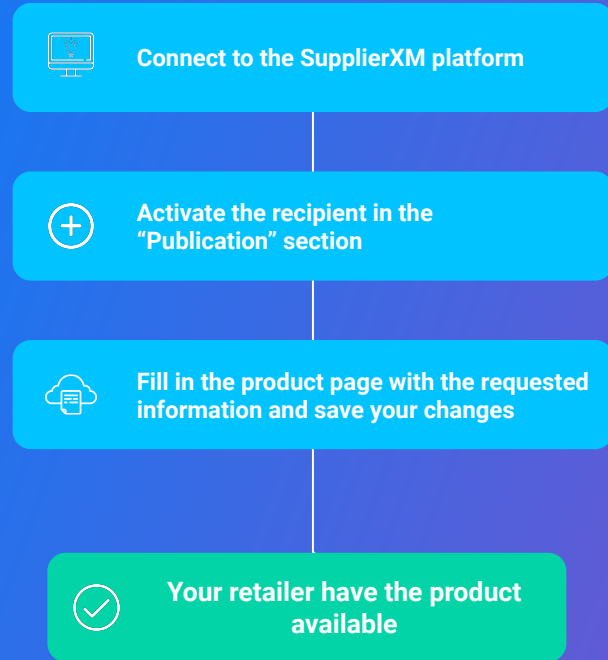 Connect to the SupplierXM platform
Activate the recipient in the
“Publication” section
Fill in the product page with the requested
information and save your changes
Your retailer have the product
available